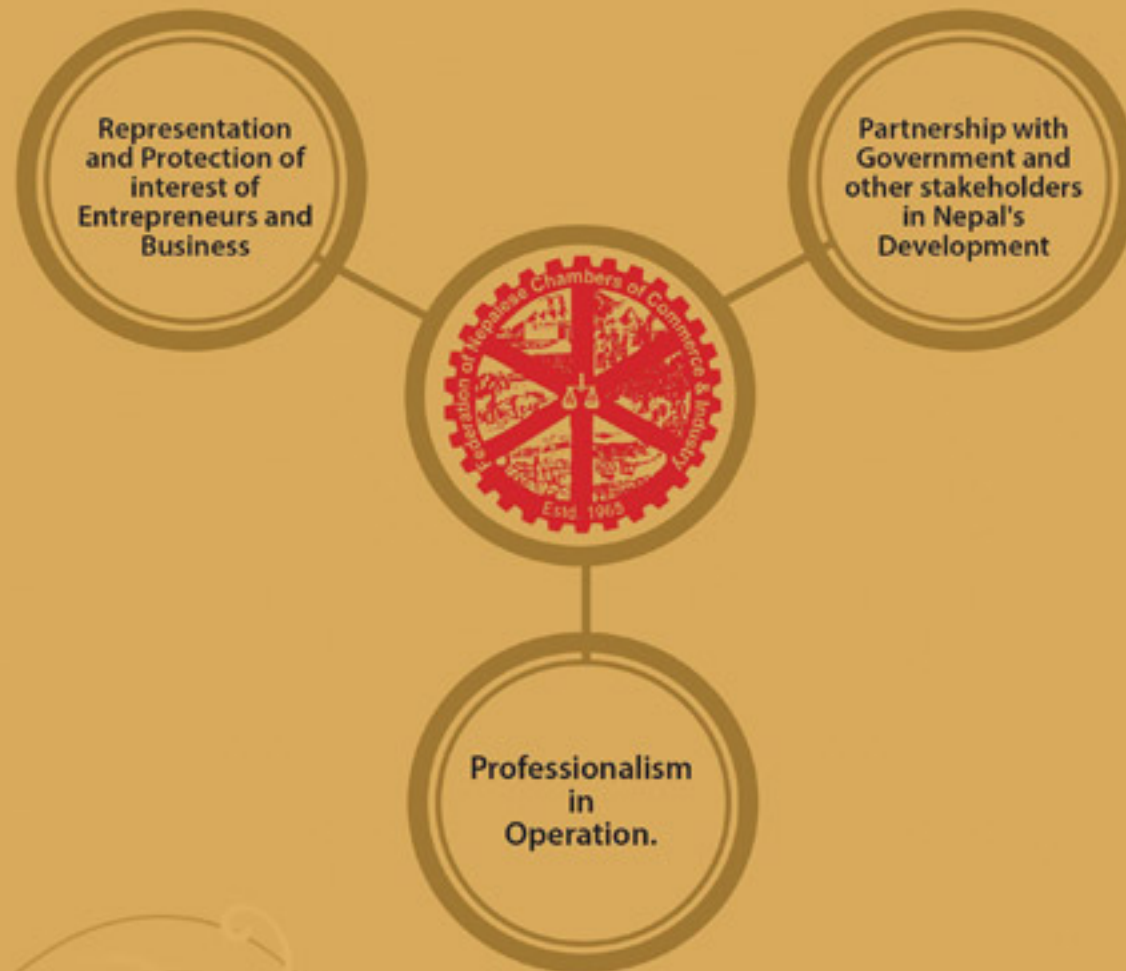 Representation
and Protection of
interest of
Entrepreneurs and
Business
Partnership with
Government and
other stakeholders
in Nepal's
Development
Federation of Nepalese Chambers of Commerce & Industry
Estd. 1965
Professionalism
in
Operation.